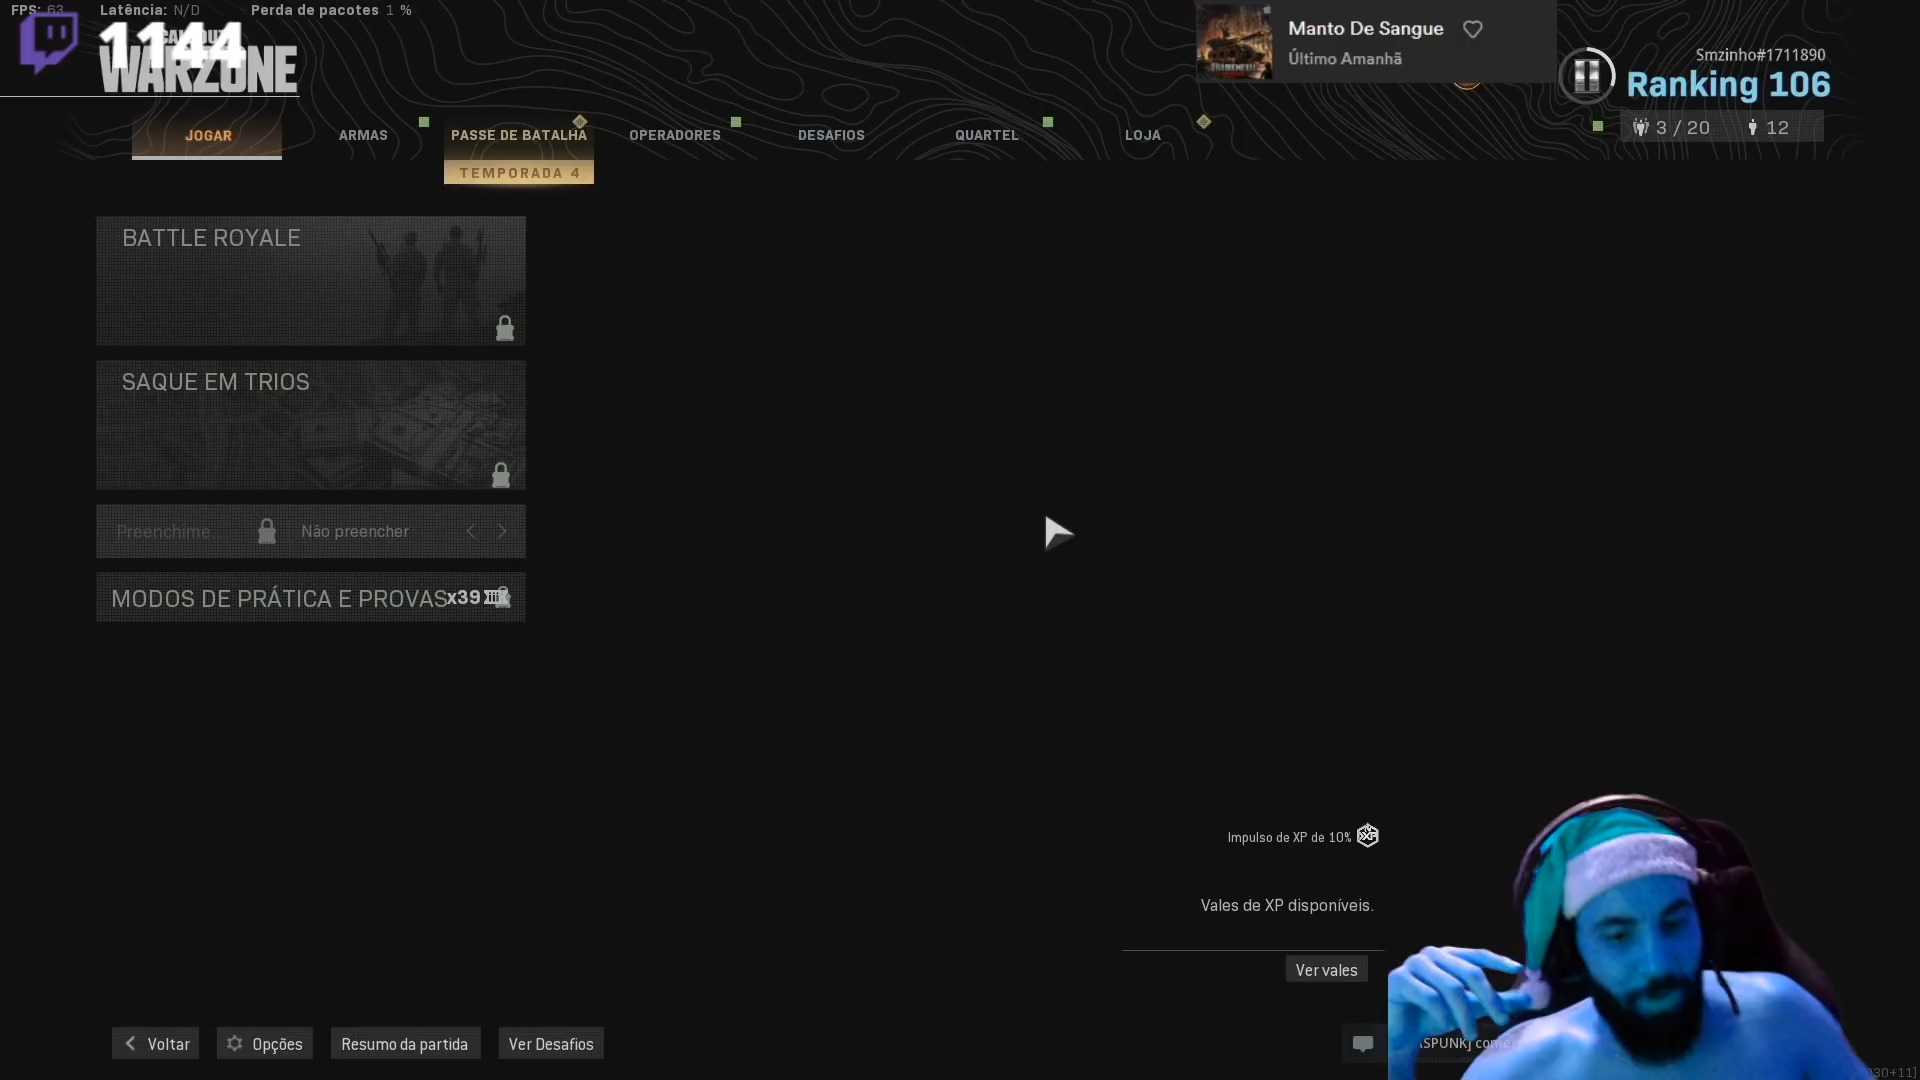 FPS: 63 Latência: N/D Perda de pacotes 1 %
1144
WARZONE
Manto De Sangue
Último Amanhã
Smzinho#1711890
Ranking 106
3 / 20 12
JOGAR ARMAS PASSE DE BATALHA OPERADORES DESAFIOS QUARTEL LOJA
TEMPORADA 4
BATTLE ROYALE
SAQUE EM TRIOS
Preenchime.. Não preencher
MODOS DE PRÁTICA E PROVAS x39
Impulso de XP de 10% XP
Vales de XP disponíveis.
Ver vales
Voltar Opções Resumo da partida Ver Desafios